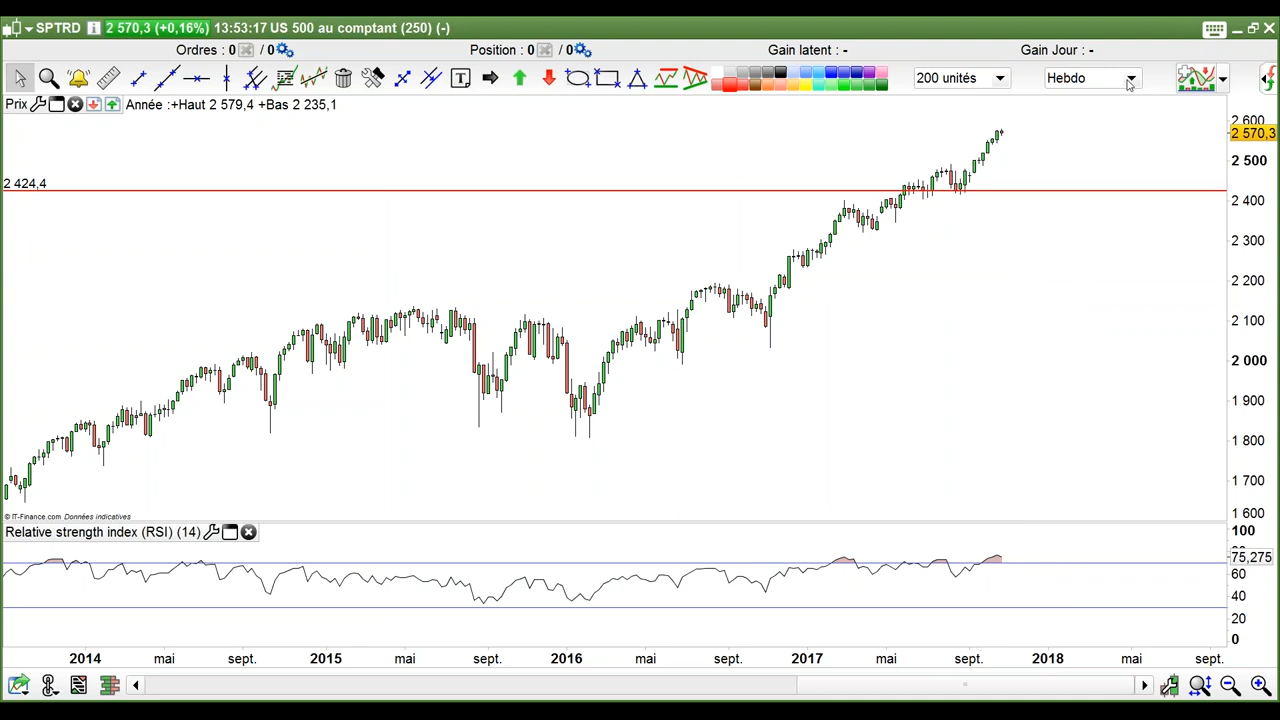 SPTRD i 2 570,3 (+0,16%) 13:53:17 US 500 au comptant (250) (-)
Ordres : 0 / 0 Position : 0 / 0 Gain latent : - Gain Jour : -
T 200 unités Hebdo
Prix Année :+Haut 2 579,4 +Bas 2 235,1
2 600
2 570,3
2 500
2 424,4
2 400
2 300
2 200
2 100
2 000
1 900
1 800
1 700
1 600
© IT-Finance.com Données indicatives
Relative strength index (RSI) (14)
100
75,275
60
40
20
0
2014 mai sept. 2015 mai sept. 2016 mai sept. 2017 mai sept. 2018 mai sept.